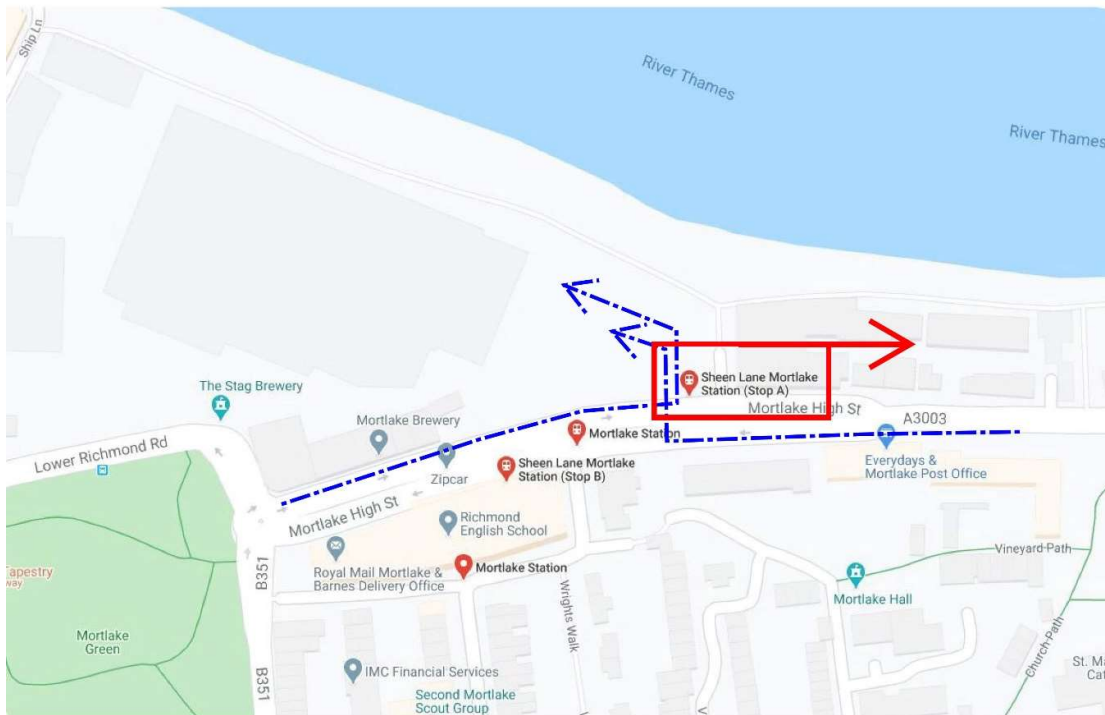 Ship Ln
River Thames
River Thames
The Stag Brewery
Mortlake Brewery
Lower Richmond Rd
Zipcar
Sheen Lane Mortlake
Station (Stop A)
Mortlake High St
A3003
Mortlake Station
Sheen Lane Mortlake
Station (Stop B)
Everydays &
Mortlake Post Office
Mortlake High St
Richmond
English School
Royal Mail Mortlake &
Barnes Delivery Office
Mortlake Station
B351
Vineyard Path
Mortlake Hall
Wrights Walk
Church Path
Tapestry
way
Mortlake
Green
IMC Financial Services
B351
Second Mortlake
Scout Group
St. Ma
Cat
V